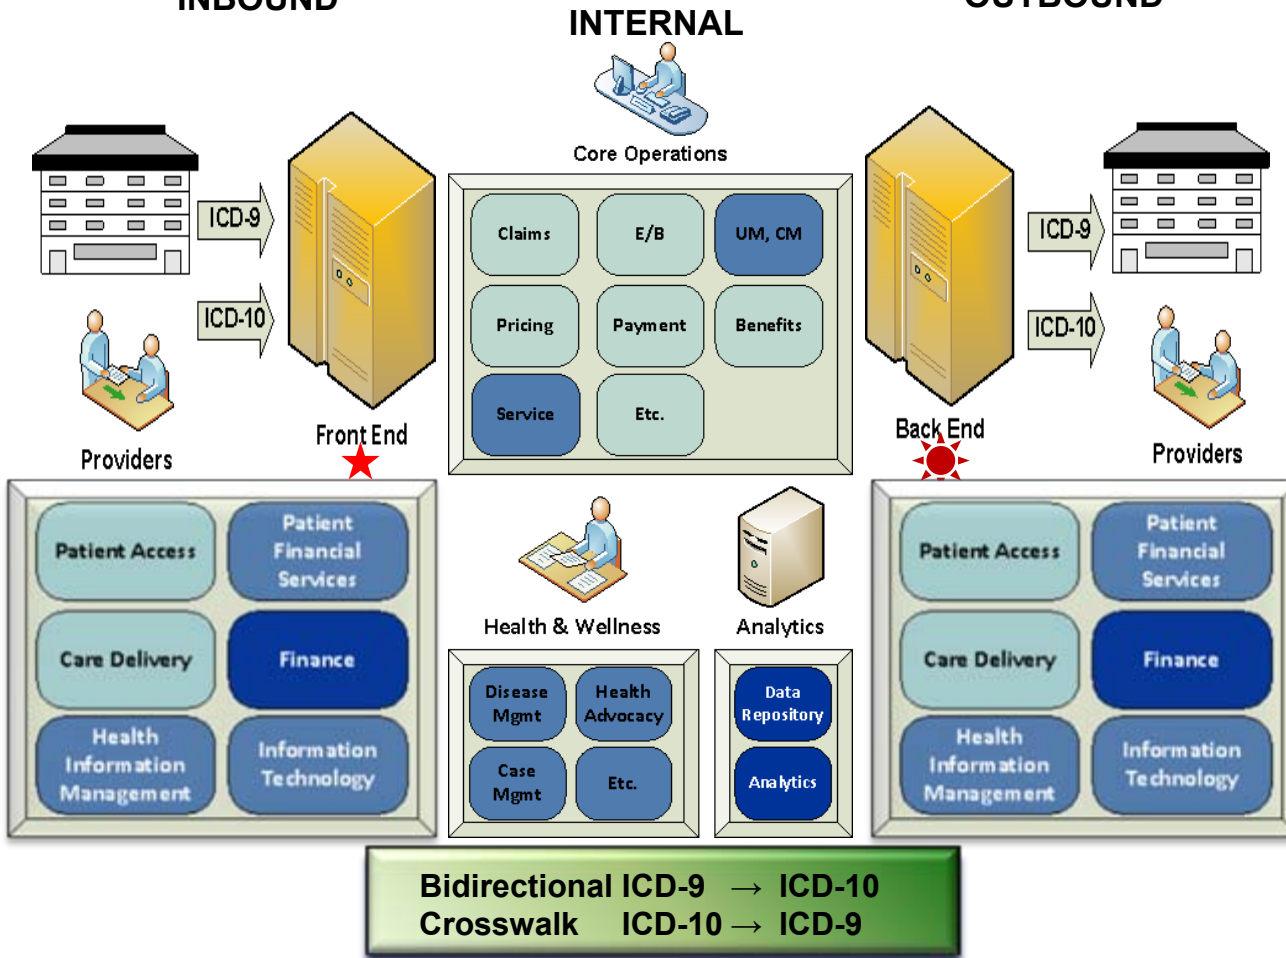 INBOUND
INTERNAL
OUTBOUND
Core Operations
ICD-9
ICD-10
Providers
Front End
Claims
E/B
UM, CM
Pricing
Payment
Benefits
Service
Etc.
Back End
ICD-9
ICD-10
Providers
Patient Access
Patient
Financial
Services
Care Delivery
Finance
Health
Information
Management
Information
Technology
Health & Wellness
Analytics
Disease
Mgmt
Health
Advocacy
Case
Mgmt
Etc.
Data
Repository
Analytics
Patient Access
Patient
Financial
Services
Care Delivery
Finance
Health
Information
Management
Information
Technology
Bidirectional ICD-9 → ICD-10
Crosswalk ICD-10 → ICD-9